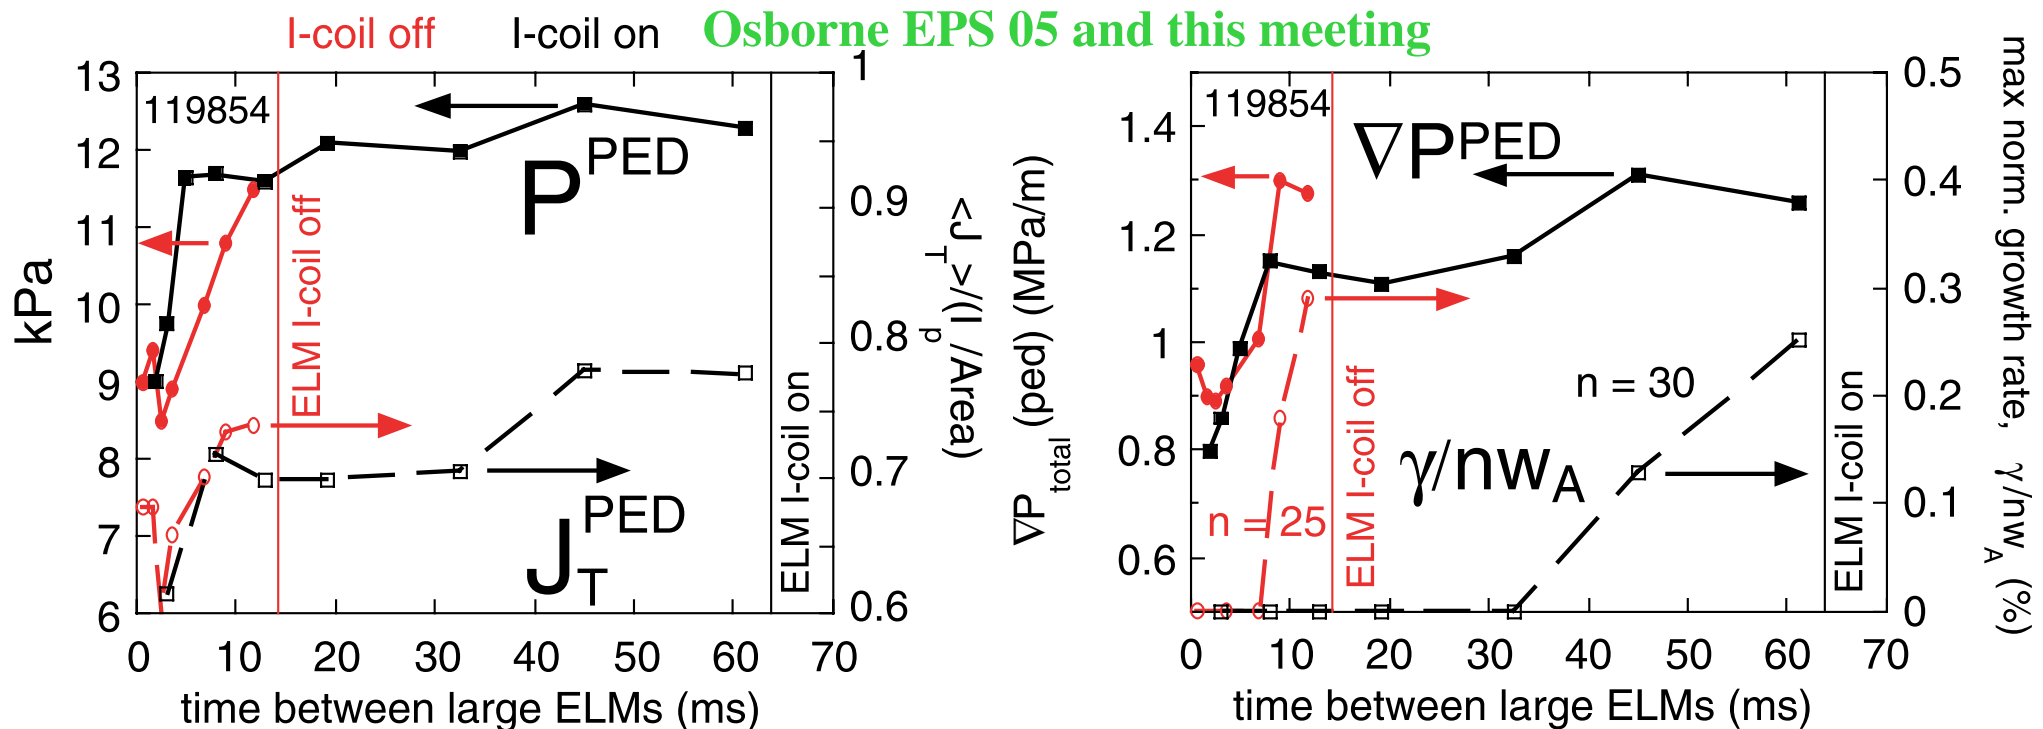 I-coil off I-coil on Osborne EPS 05 and this meeting
13
12
11
10
9
8
7
6
kPa
119854
P^PED
J_T^PED
ELM I-coil off
ELM I-coil on
1
0.9
0.8
0.7
0.6
<J_T>/(I_p/Area)
0 10 20 30 40 50 60 70
time between large ELMs (ms)
1.4
1.2
1
0.8
0.6
∇P_total (ped) (MPa/m)
119854
∇P^PED
n = 30
γ/nw_A
n = 25
ELM I-coil off
ELM I-coil on
0.5
0.4
0.3
0.2
0.1
0
max norm. growth rate, γ/nw_A (%)
0 10 20 30 40 50 60 70
time between large ELMs (ms)